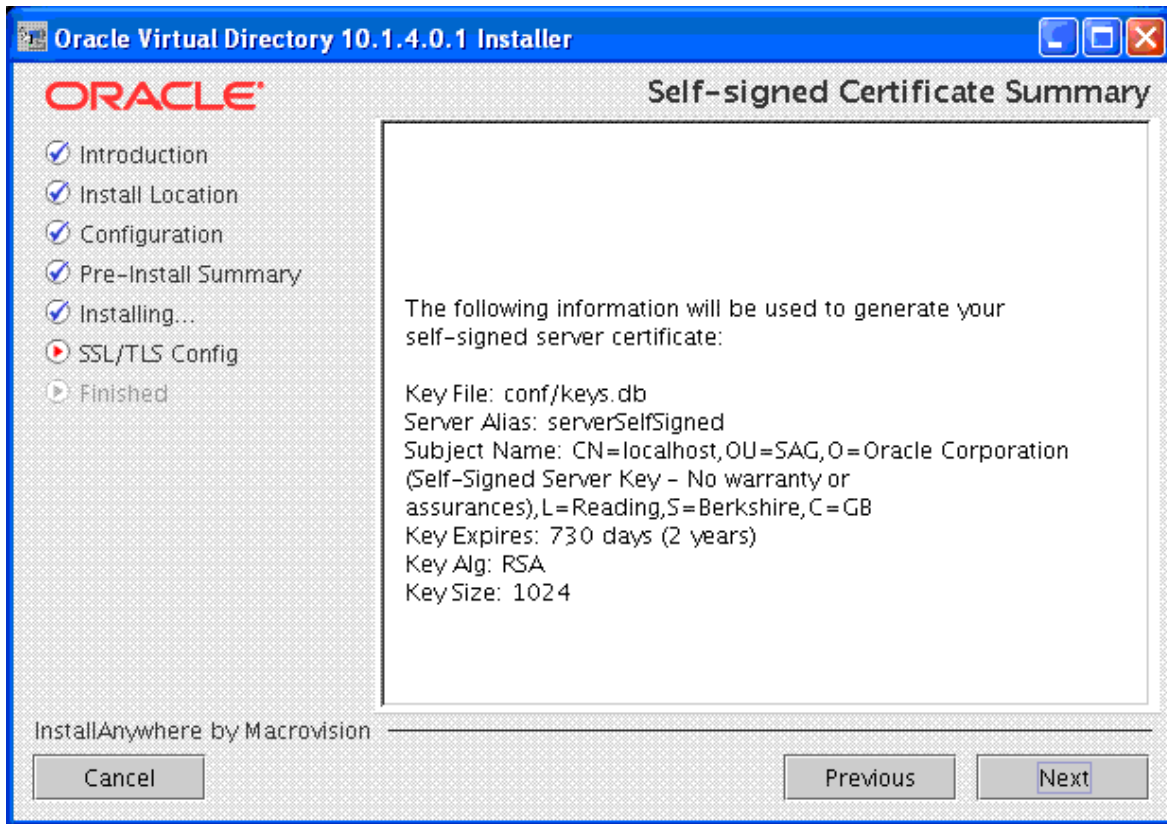 Oracle Virtual Directory 10.1.4.0.1 Installer
ORACLE
Self-signed Certificate Summary
Introduction
Install Location
Configuration
Pre-Install Summary
Installing...
SSL/TLS Config
Finished
The following information will be used to generate your
self-signed server certificate:
Key File: conf/keys.db
Server Alias: serverSelfSigned
Subject Name: CN=localhost,OU=SAG,O=Oracle Corporation
(Self-Signed Server Key - No warranty or
assurances),L=Reading,S=Berkshire,C=GB
Key Expires: 730 days (2 years)
Key Alg: RSA
Key Size: 1024
InstallAnywhere by Macrovision
Cancel
Previous
Next